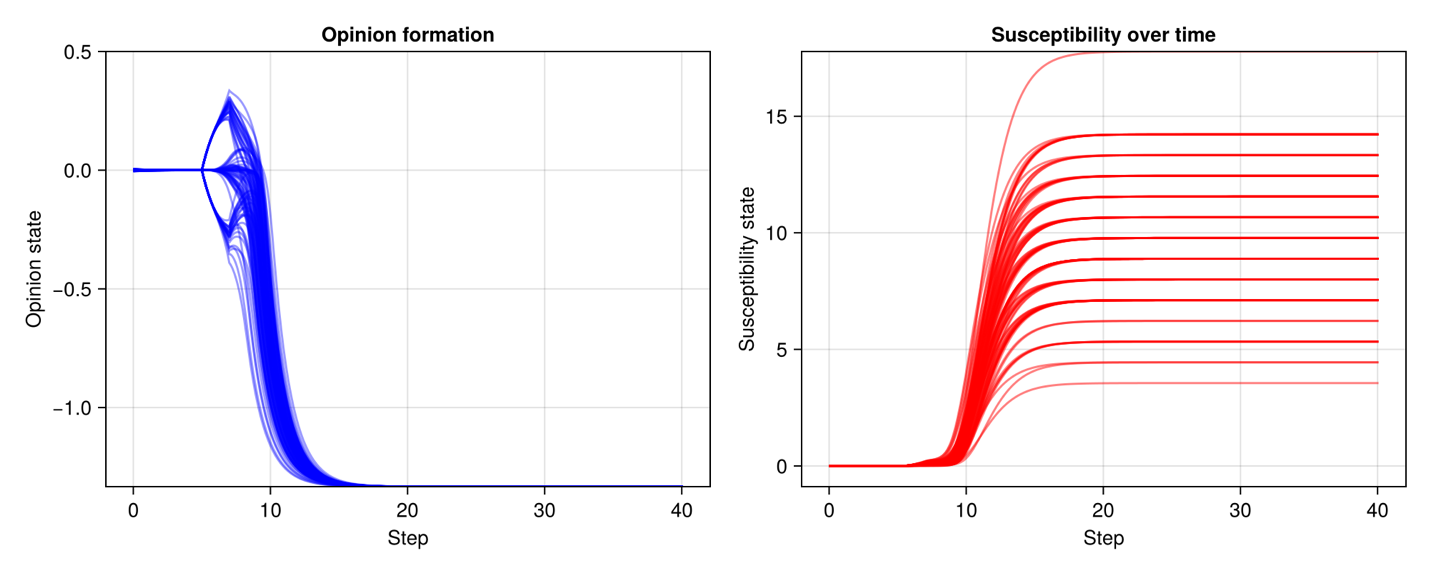 Opinion formation
0.5
0.0
−0.5
−1.0
Opinion state
0 10 20 30 40
Step
Susceptibility over time
15
10
5
0
Susceptibility state
0 10 20 30 40
Step